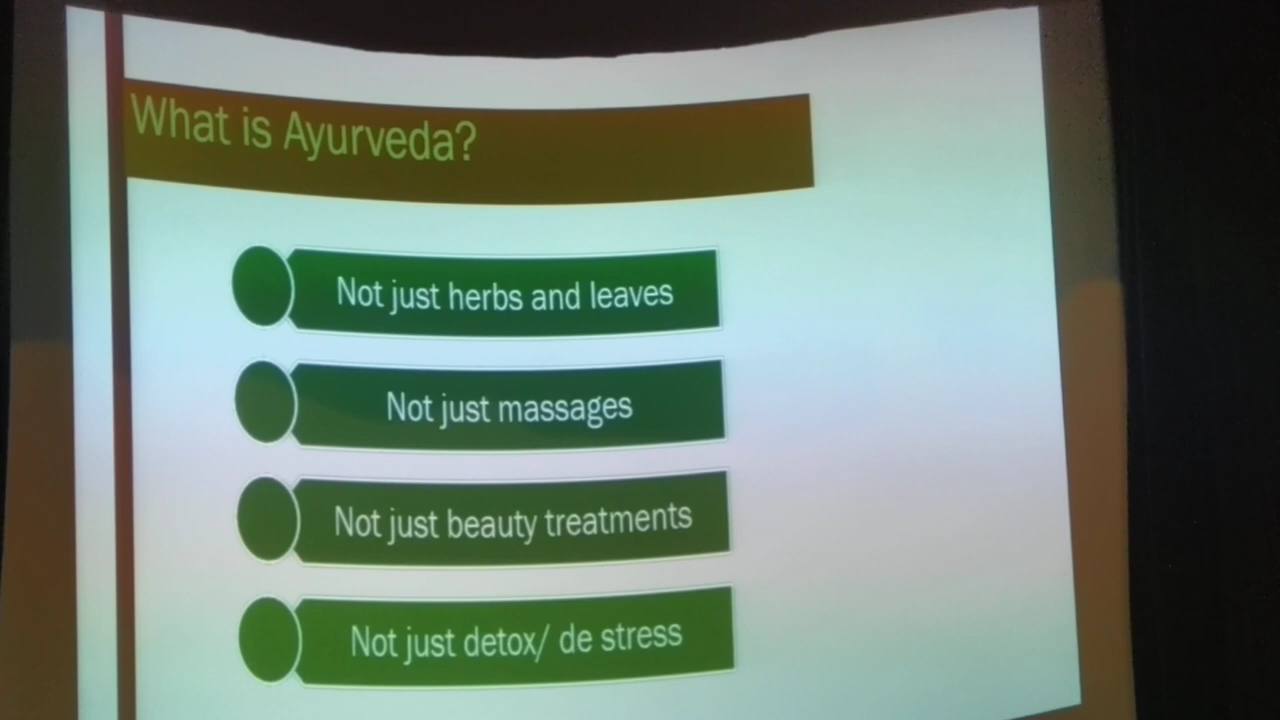 What is Ayurveda?
Not just herbs and leaves
Not just massages
Not just beauty treatments
Not just detox/ de stress